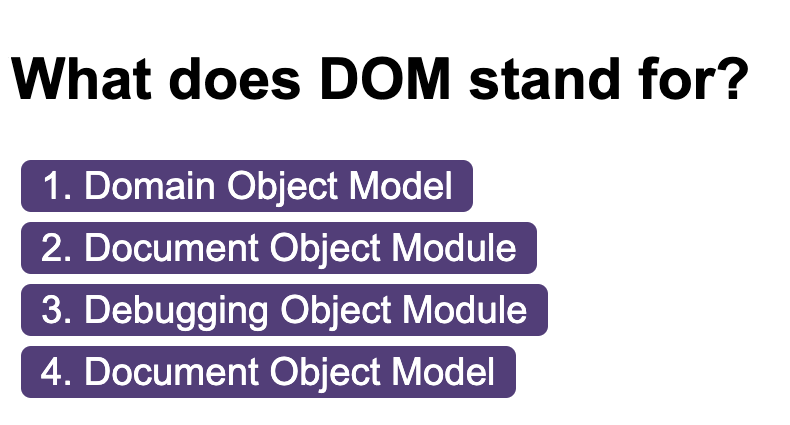 What does DOM stand for?
1. Domain Object Model
2. Document Object Module
3. Debugging Object Module
4. Document Object Model